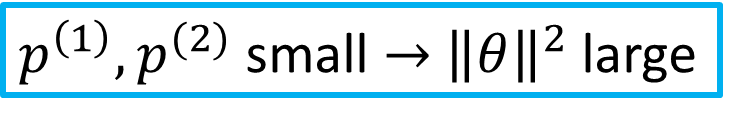 p⁽¹⁾, p⁽²⁾ small → ‖θ‖² large